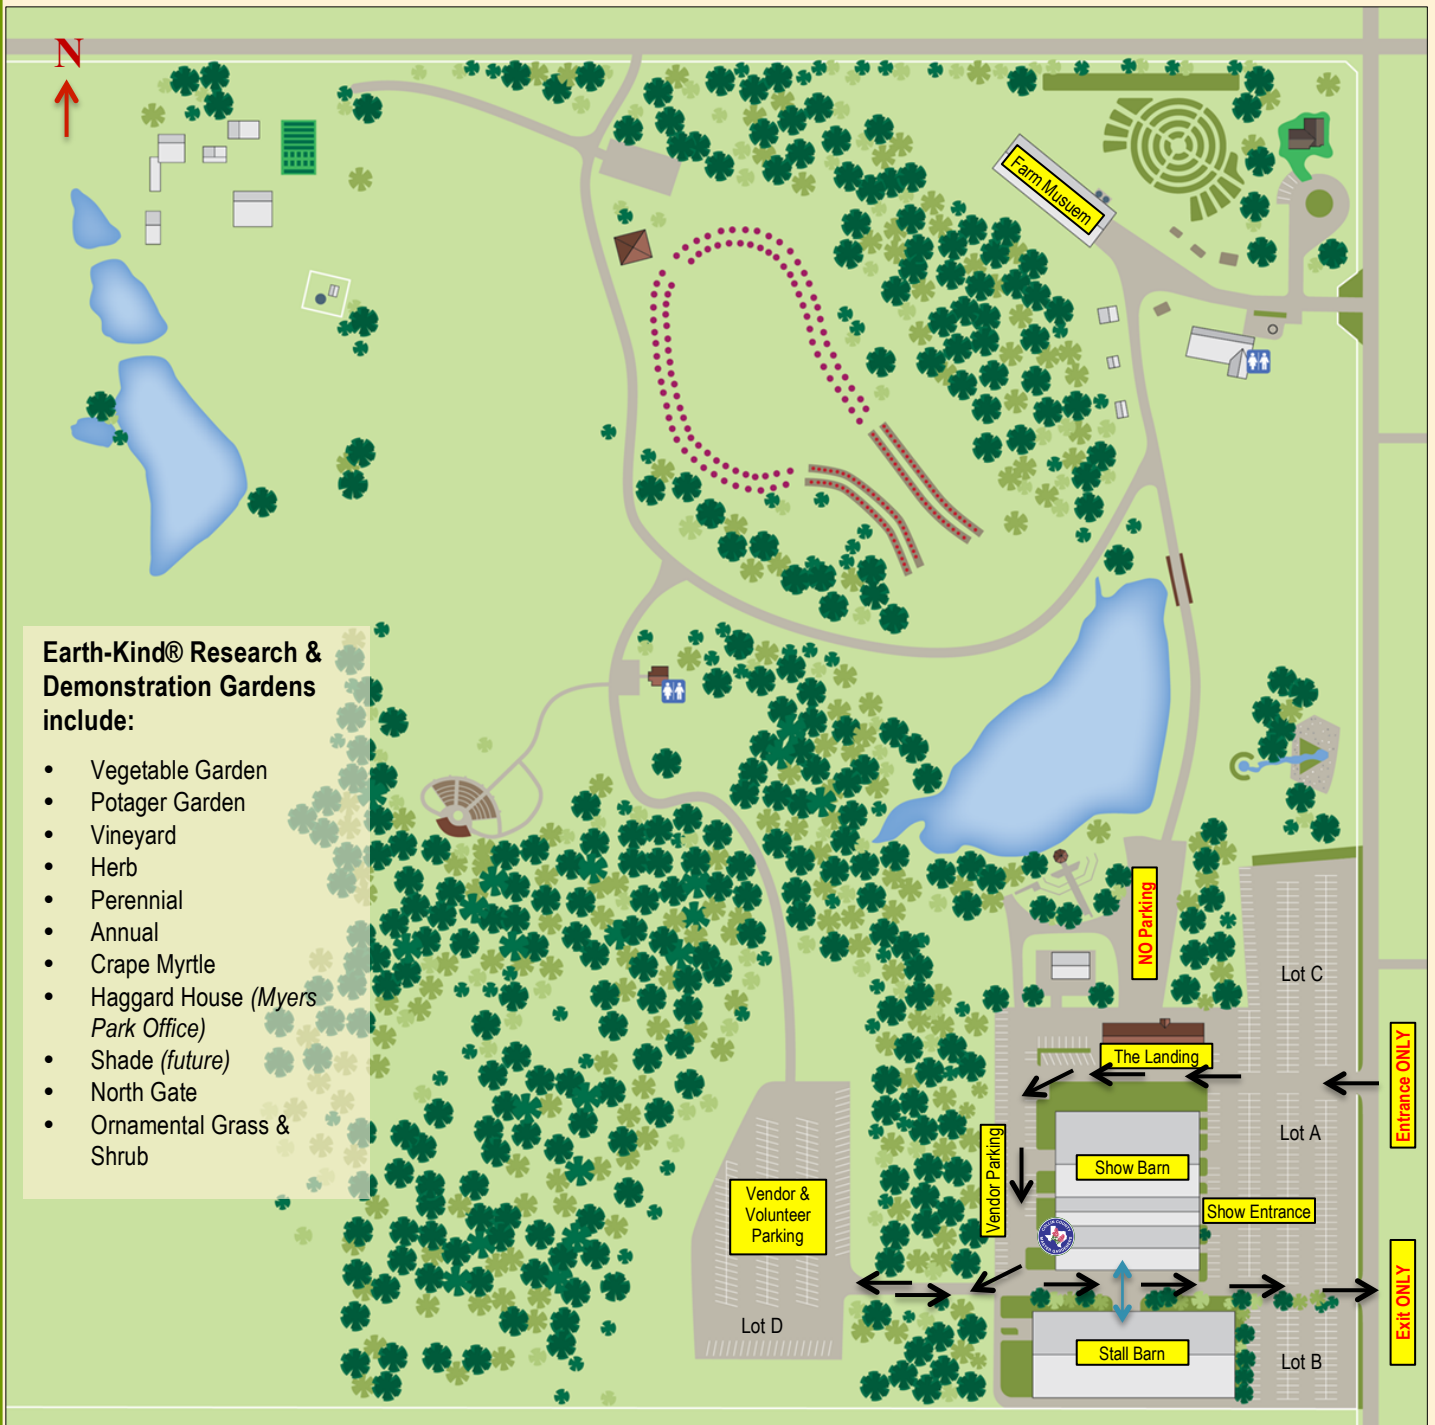 N
Farm Musuem
Earth-Kind® Research &
Demonstration Gardens
include:
• Vegetable Garden
• Potager Garden
• Vineyard
• Herb
• Perennial
• Annual
• Crape Myrtle
• Haggard House (Myers
Park Office)
• Shade (future)
• North Gate
• Ornamental Grass &
Shrub
NO Parking
Lot C
The Landing
Entrance ONLY
Lot A
Vendor Parking
Show Barn
Vendor &
Volunteer
Parking
Show Entrance
Lot D
Stall Barn
Lot B
Exit ONLY